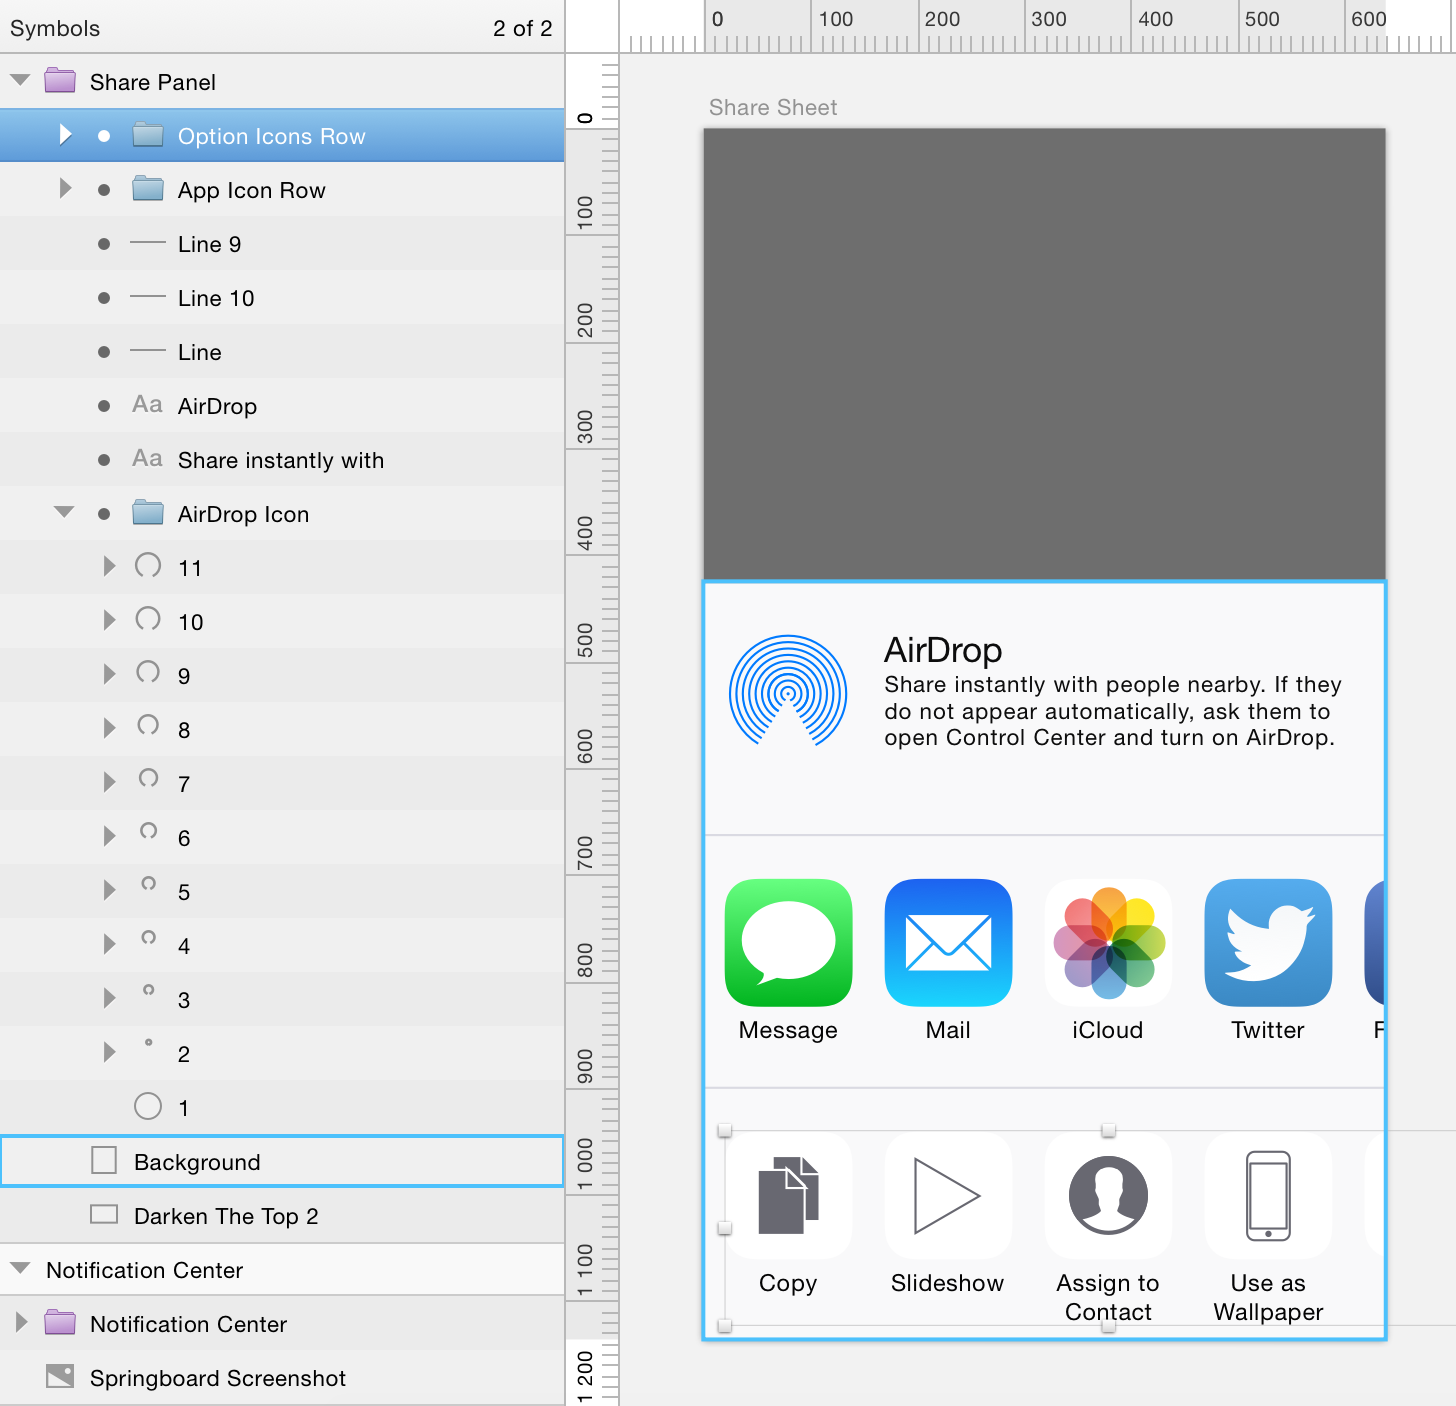 Symbols 2 of 2
Share Panel
Option Icons Row
App Icon Row
Line 9
Line 10
Line
Aa AirDrop
Aa Share instantly with
AirDrop Icon
11
10
9
8
7
6
5
4
3
2
1
Background
Darken The Top 2
Notification Center
Notification Center
Springboard Screenshot
0 100 200 300 400 500 600
0
100
200
300
400
500
600
700
800
900
1 000
1 100
1 200
Share Sheet
AirDrop
Share instantly with people nearby. If they
do not appear automatically, ask them to
open Control Center and turn on AirDrop.
Message Mail iCloud Twitter F
Copy Slideshow Assign to Use as
Contact Wallpaper